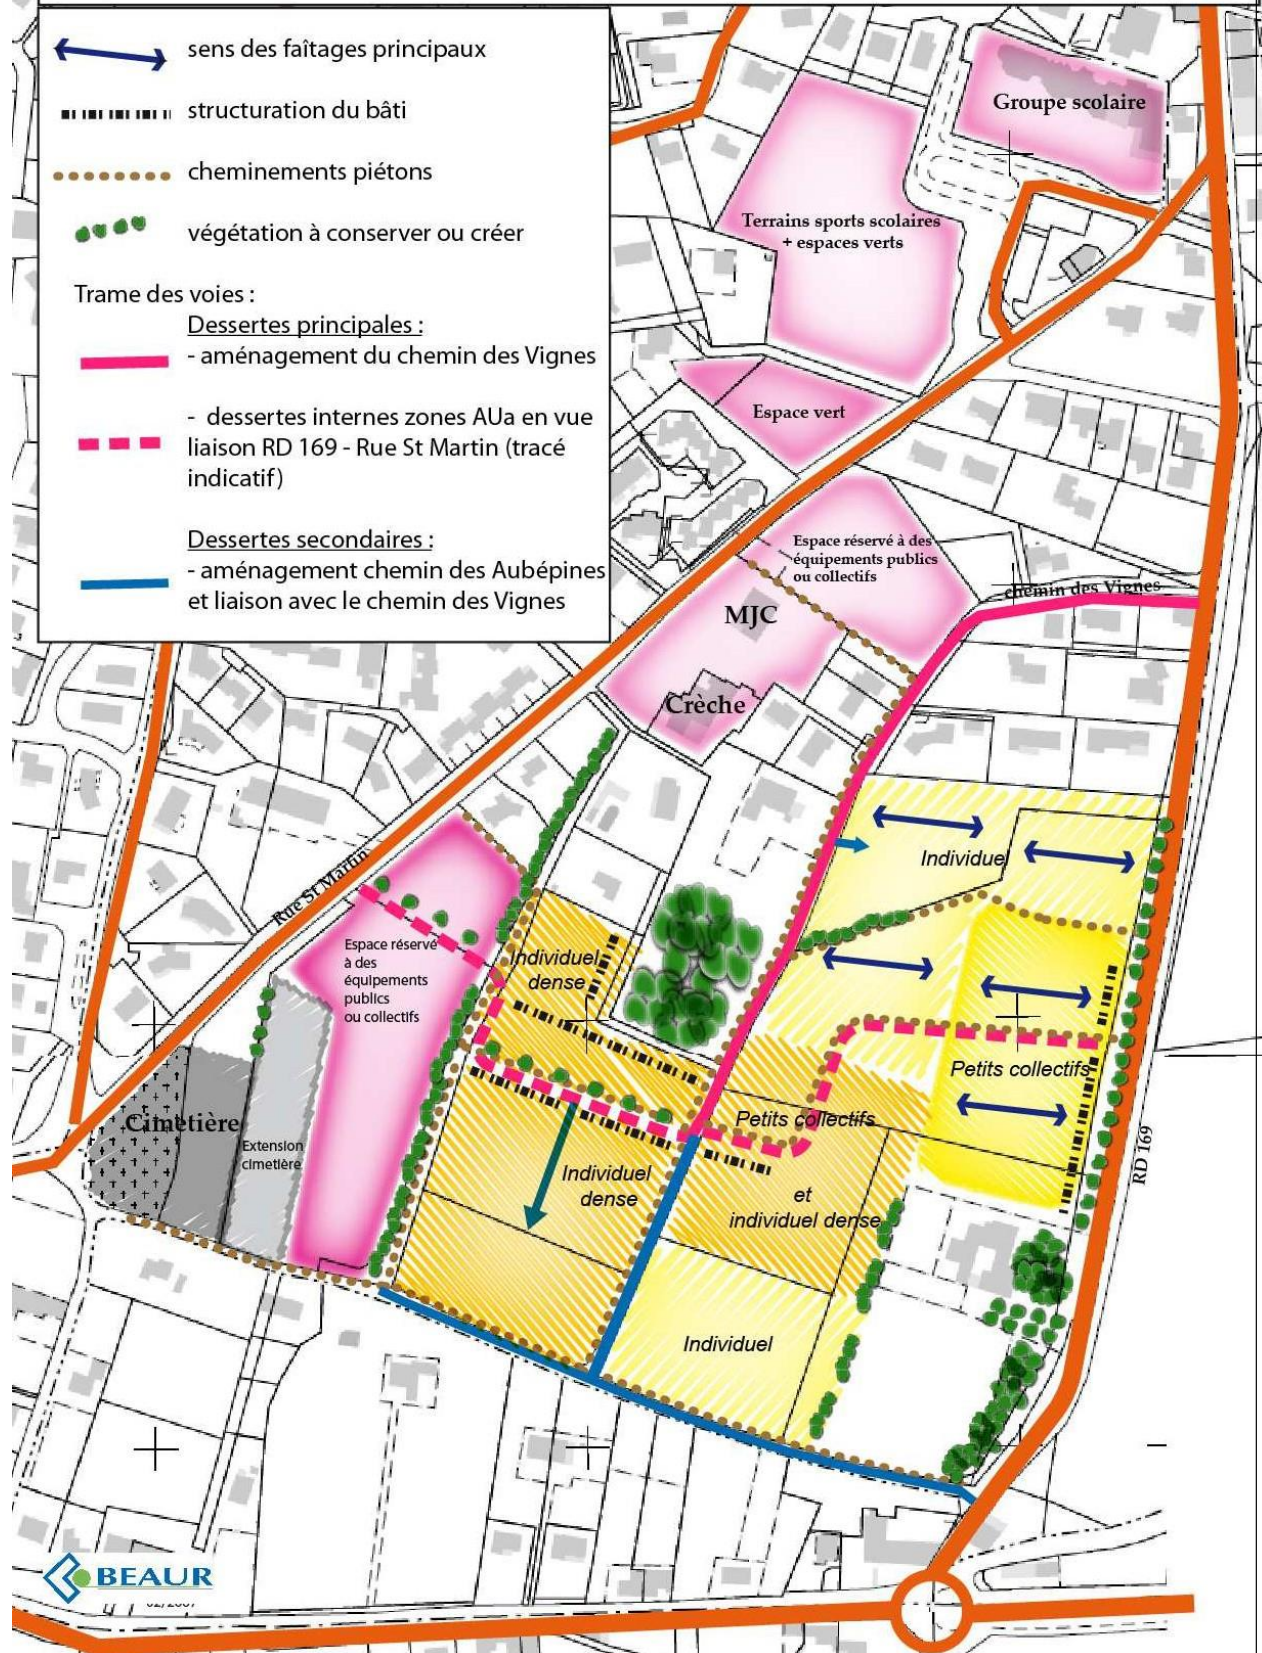 sens des faîtages principaux
structuration du bâti
cheminements piétons
végétation à conserver ou créer
Trame des voies :
Dessertes principales :
- aménagement du chemin des Vignes
- dessertes internes zones AUa en vue
liaison RD 169 - Rue St Martin (tracé
indicatif)
Dessertes secondaires :
- aménagement chemin des Aubépines
et liaison avec le chemin des Vignes
Groupe scolaire
Terrains sports scolaires
+ espaces verts
Espace vert
Espace réservé à des
équipements publics
ou collectifs
chemin des Vignes
MJC
Crèche
Individuel
Rue St Martin
Espace réservé
à des
équipements
publics
ou collectifs
Individuel
dense
Petits collectifs
Cimetière
Extension
cimetière
Petits collectifs
et
individuel dense
Individuel
dense
RD 169
Individuel
BEAUR